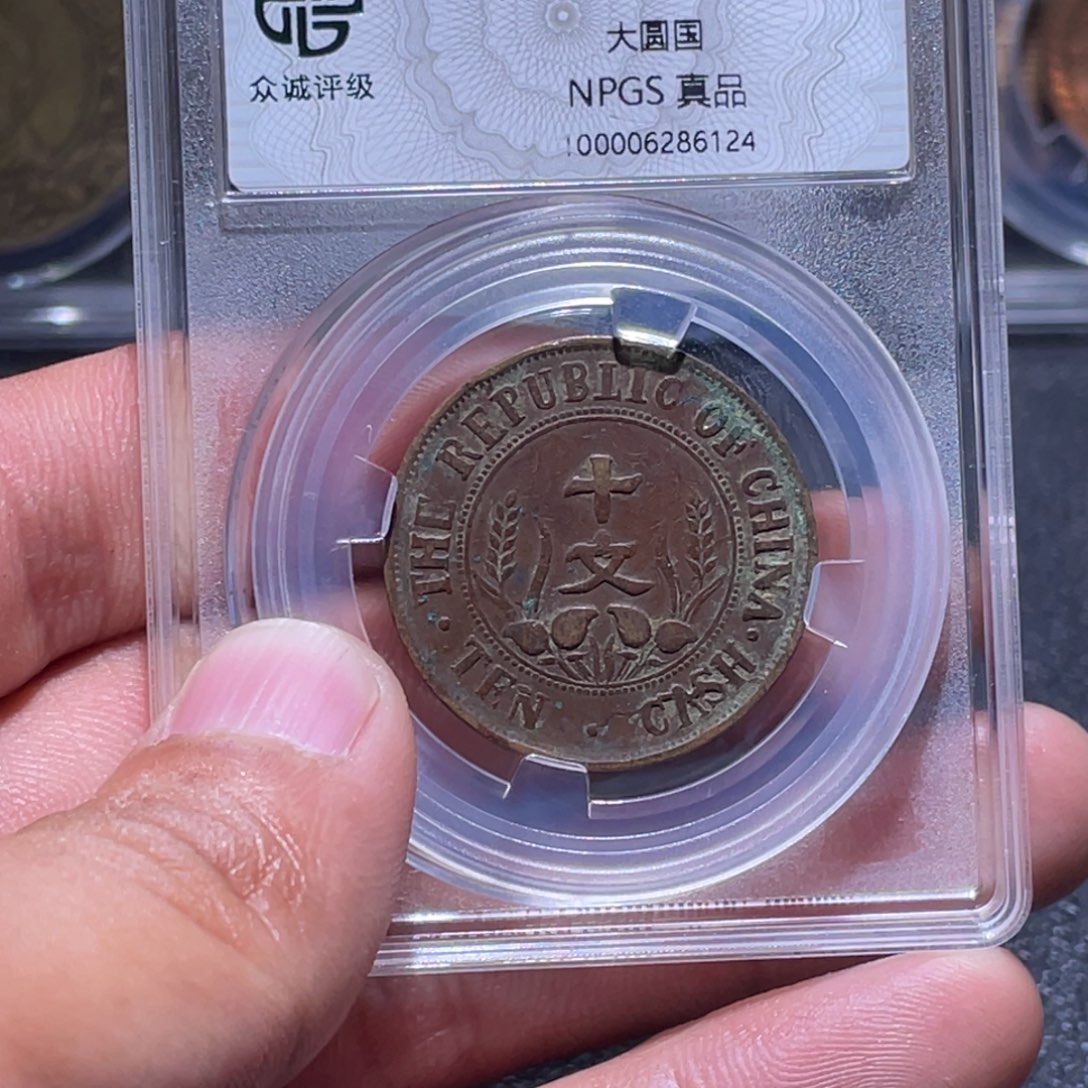 大圆国
众诚评级
NPGS 真品
100006286124
THE REPUBLIC OF CHINA
十
文
TEN CASH